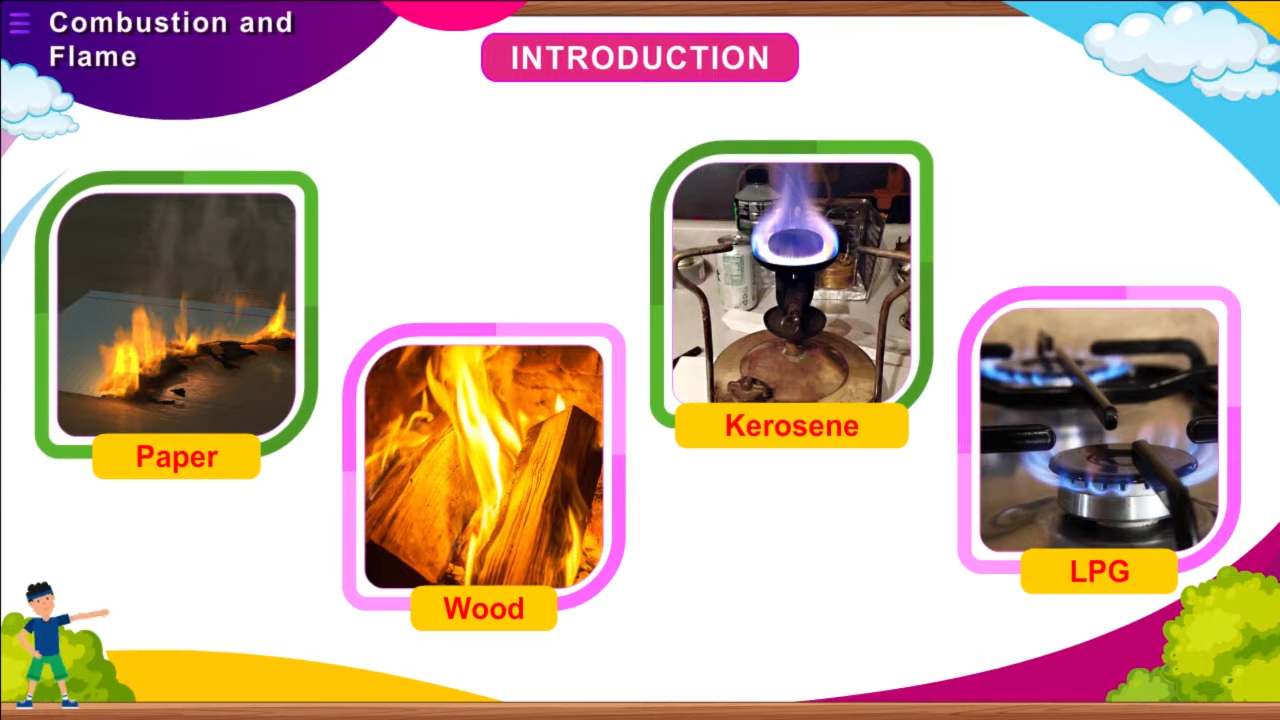 Combustion and
Flame
INTRODUCTION
Paper
Wood
Kerosene
LPG